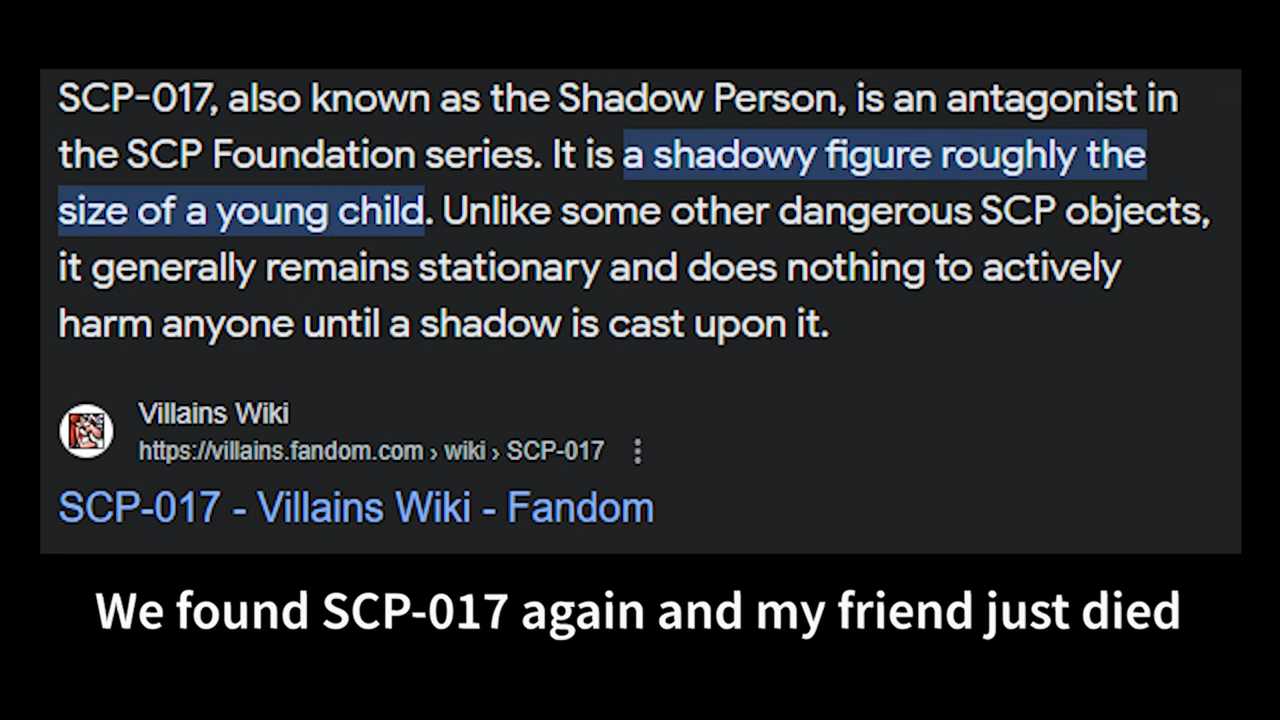 SCP-017, also known as the Shadow Person, is an antagonist in
the SCP Foundation series. It is a shadowy figure roughly the
size of a young child. Unlike some other dangerous SCP objects,
it generally remains stationary and does nothing to actively
harm anyone until a shadow is cast upon it.
Villains Wiki
https://villains.fandom.com › wiki › SCP-017
SCP-017 - Villains Wiki - Fandom
We found SCP-017 again and my friend just died